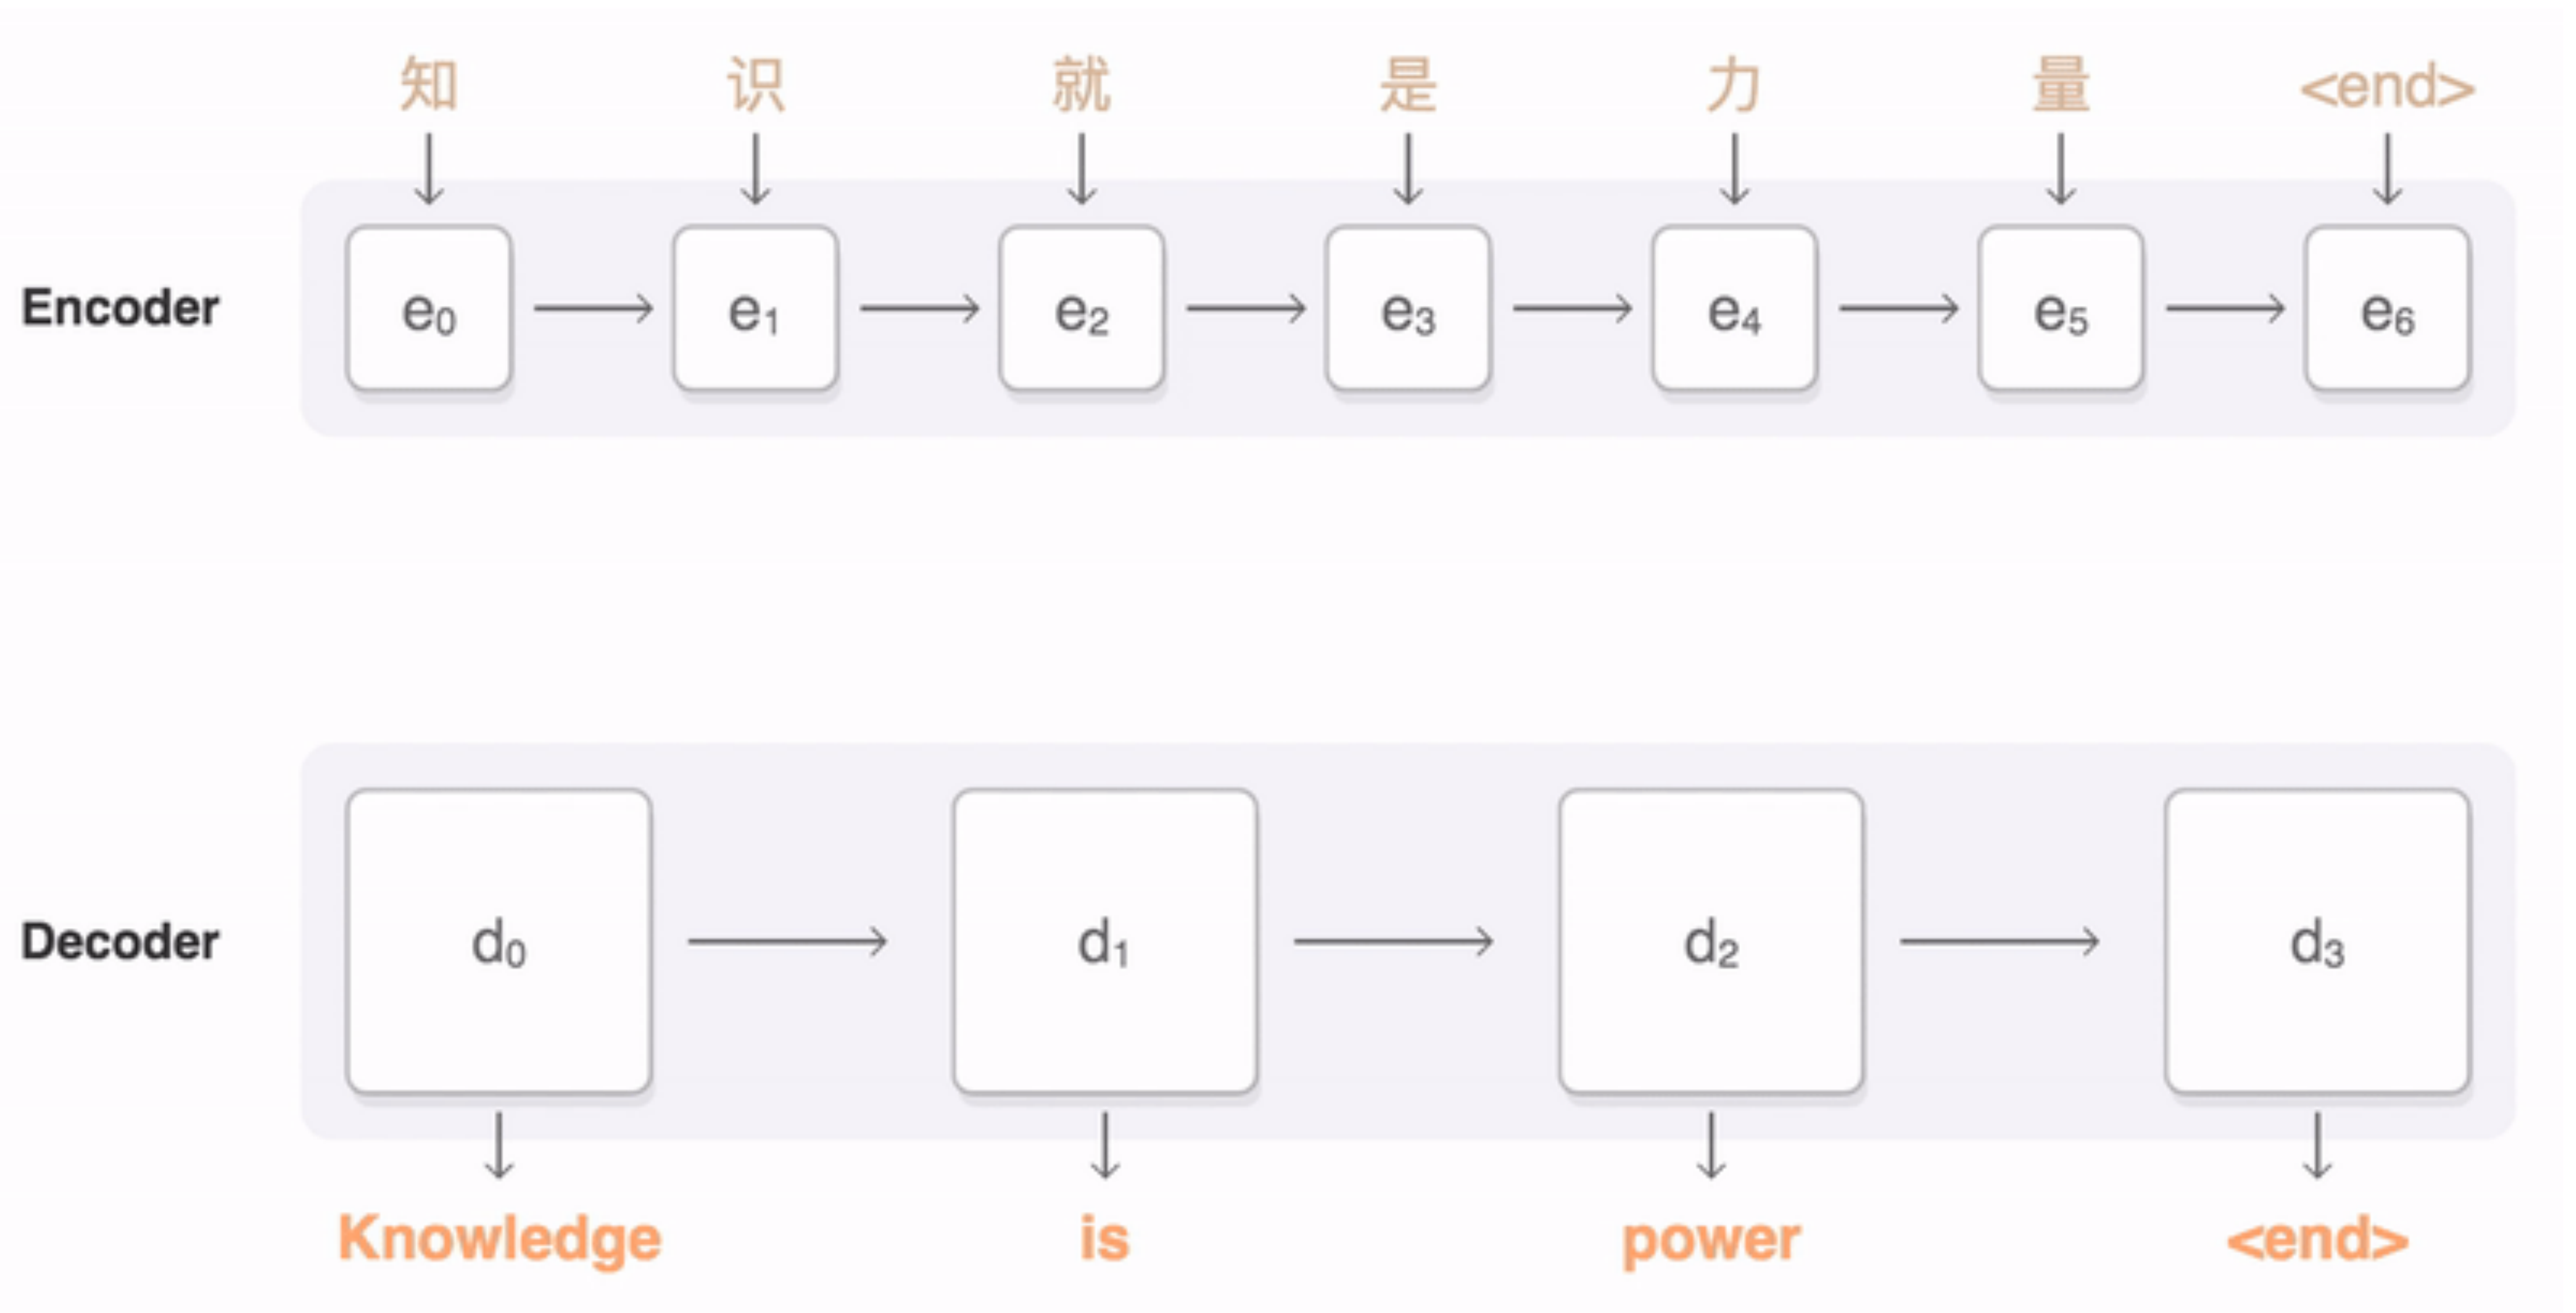 知 识 就 是 力 量 <end>
Encoder e0 e1 e2 e3 e4 e5 e6
Decoder d0 d1 d2 d3
Knowledge is power <end>